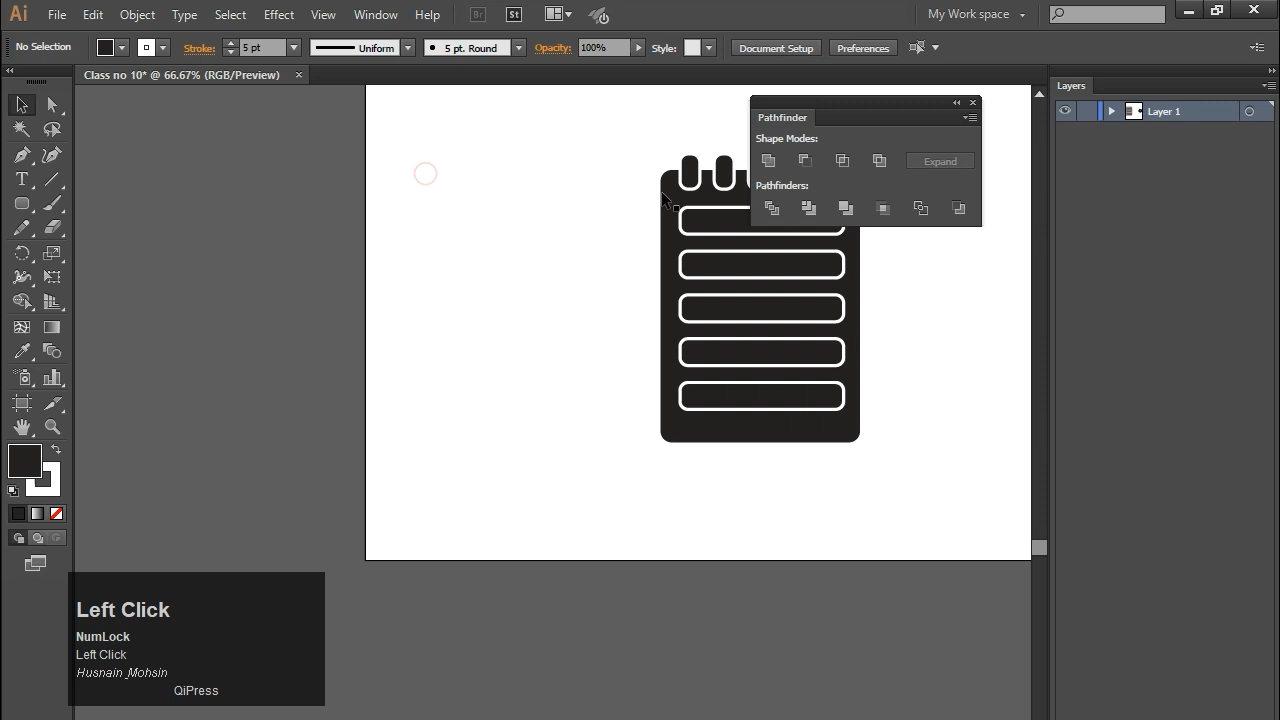 Ai File Edit Object Type Select Effect View Window Help Br St My Work space
No Selection Stroke: 5 pt Uniform 5 pt. Round Opacity: 100% Style: Document Setup Preferences
Class no 10* @ 66.67% (RGB/Preview) ×
Layers
Layer 1
Pathfinder
Shape Modes:
Expand
Pathfinders:
Left Click
NumLock
Left Click
Husnain_Mohsin
QiPress